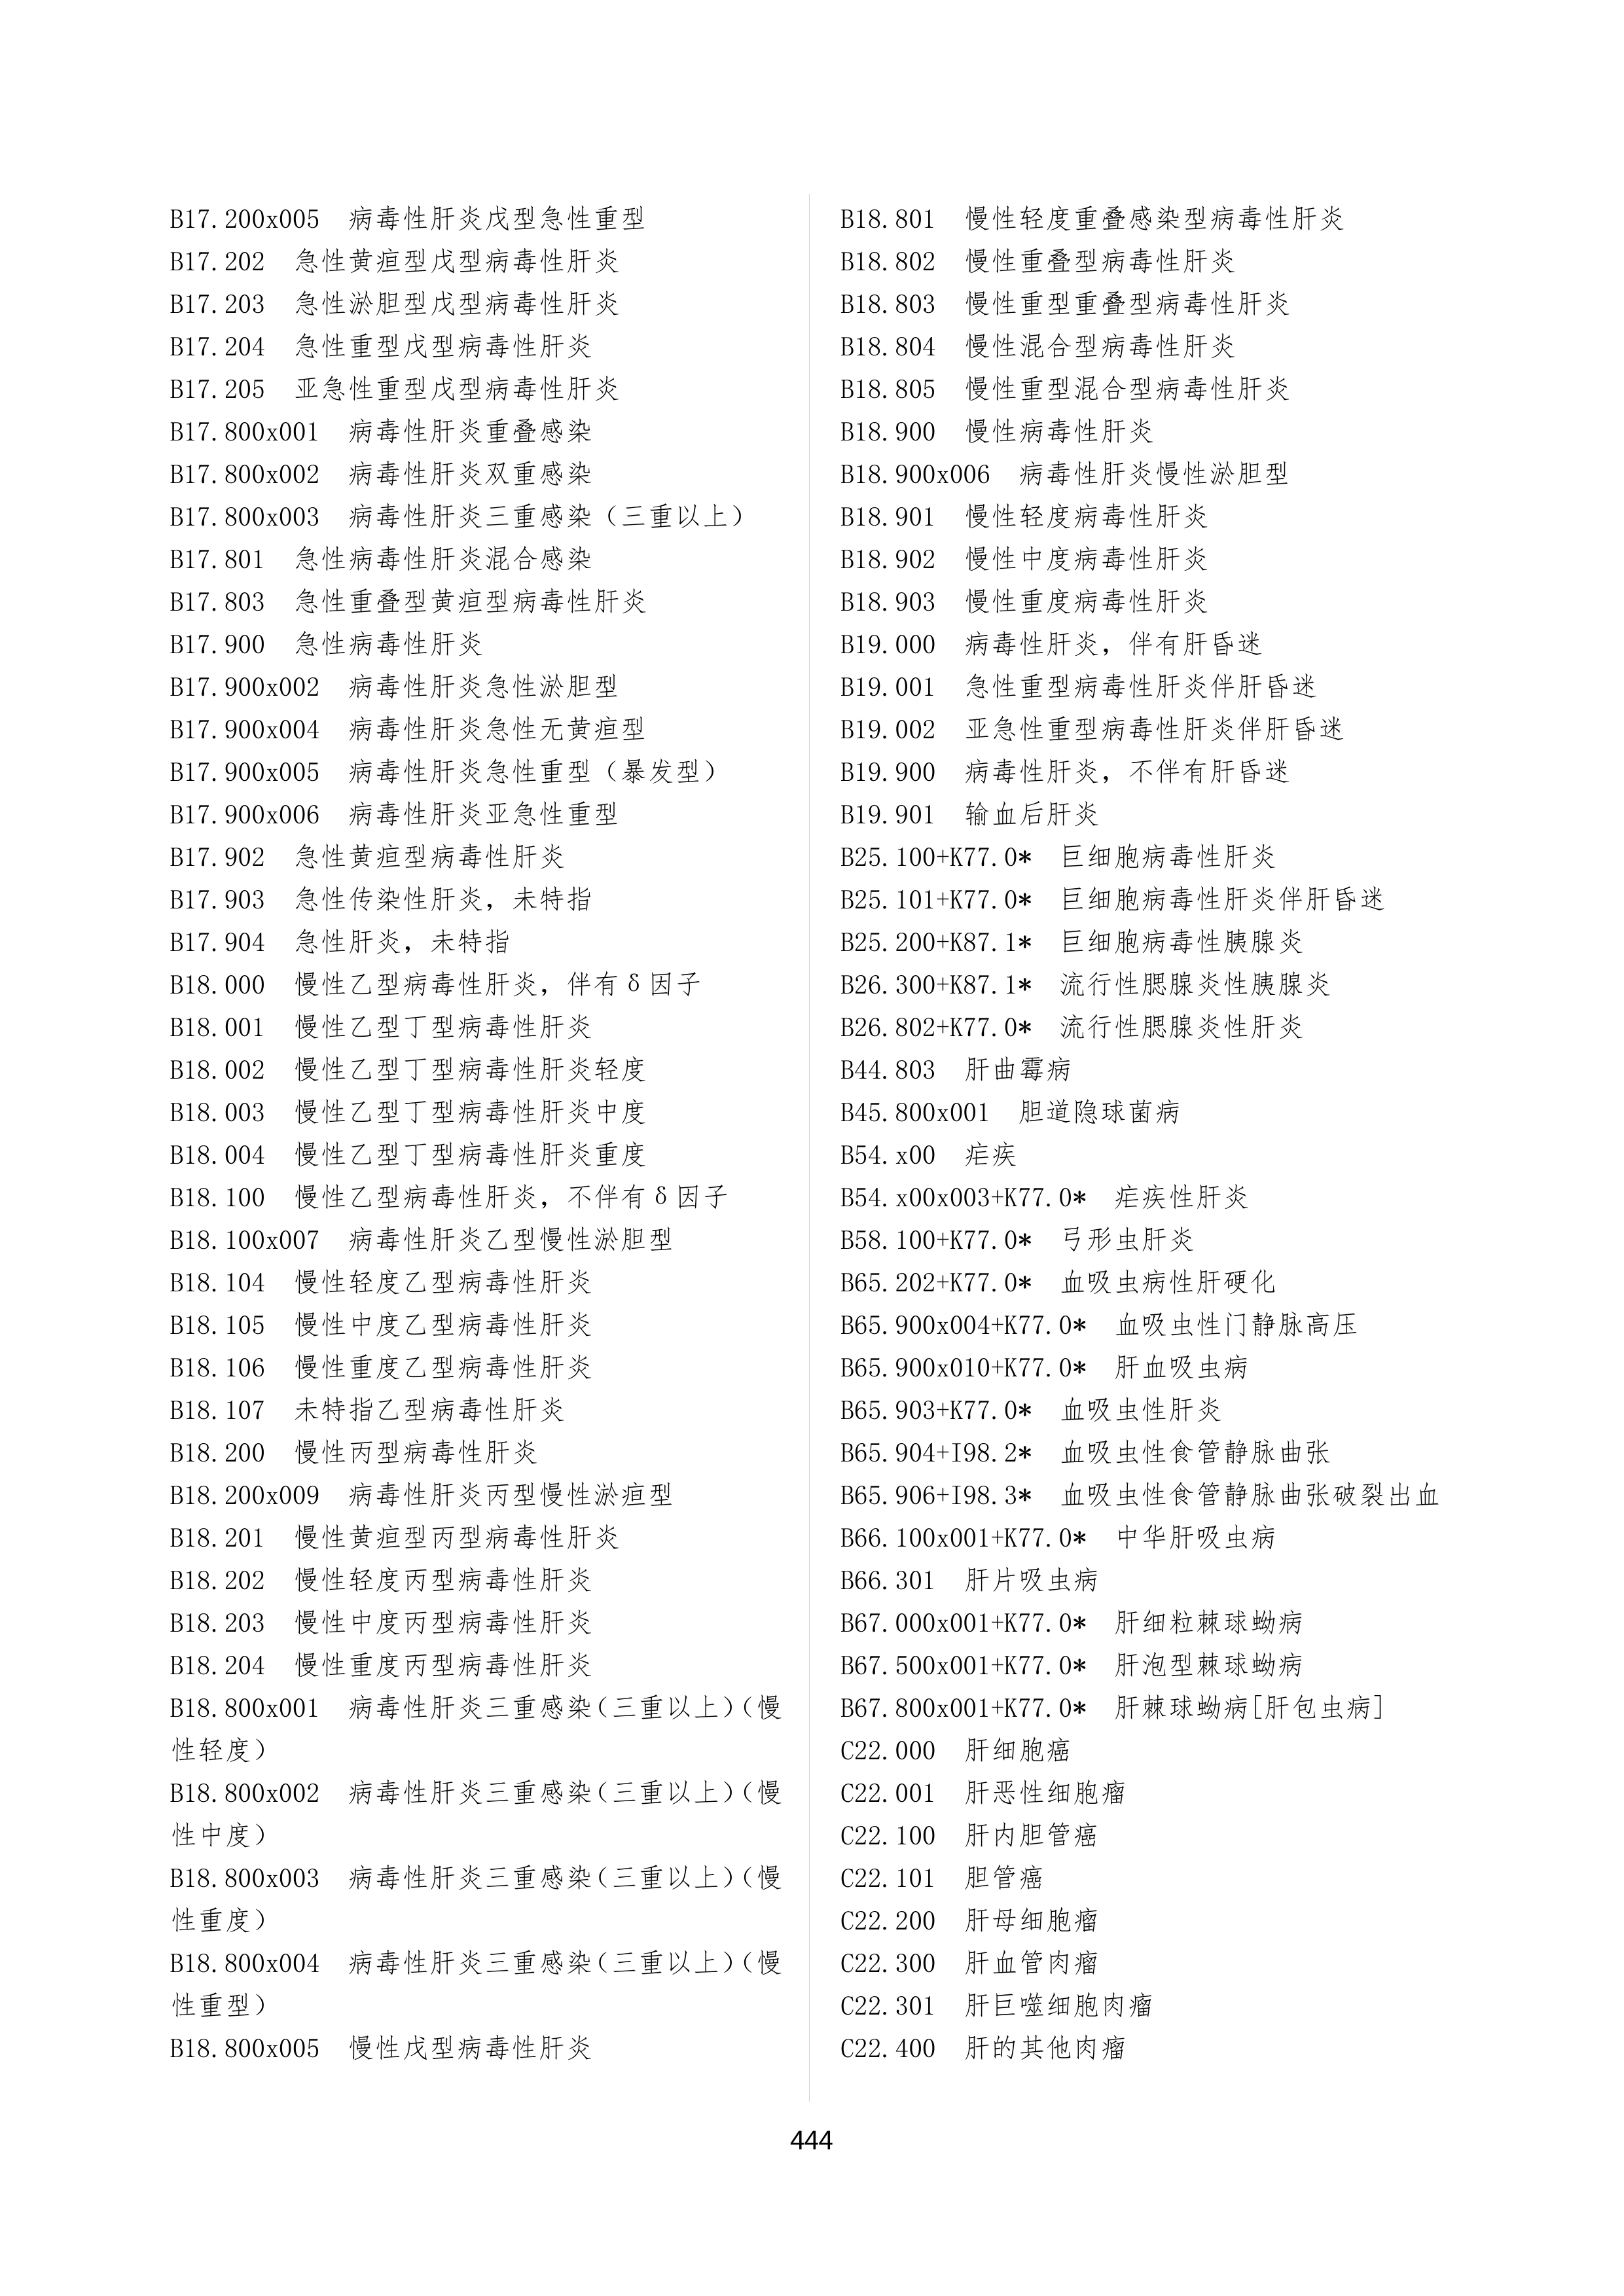 B17.200x005 病毒性肝炎戊型急性重型
B17.202 急性黄疸型戊型病毒性肝炎
B17.203 急性淤胆型戊型病毒性肝炎
B17.204 急性重型戊型病毒性肝炎
B17.205 亚急性重型戊型病毒性肝炎
B17.800x001 病毒性肝炎重叠感染
B17.800x002 病毒性肝炎双重感染
B17.800x003 病毒性肝炎三重感染（三重以上）
B17.801 急性病毒性肝炎混合感染
B17.803 急性重叠型黄疸型病毒性肝炎
B17.900 急性病毒性肝炎
B17.900x002 病毒性肝炎急性淤胆型
B17.900x004 病毒性肝炎急性无黄疸型
B17.900x005 病毒性肝炎急性重型（暴发型）
B17.900x006 病毒性肝炎亚急性重型
B17.902 急性黄疸型病毒性肝炎
B17.903 急性传染性肝炎，未特指
B17.904 急性肝炎，未特指
B18.000 慢性乙型病毒性肝炎，伴有δ因子
B18.001 慢性乙型丁型病毒性肝炎
B18.002 慢性乙型丁型病毒性肝炎轻度
B18.003 慢性乙型丁型病毒性肝炎中度
B18.004 慢性乙型丁型病毒性肝炎重度
B18.100 慢性乙型病毒性肝炎，不伴有δ因子
B18.100x007 病毒性肝炎乙型慢性淤胆型
B18.104 慢性轻度乙型病毒性肝炎
B18.105 慢性中度乙型病毒性肝炎
B18.106 慢性重度乙型病毒性肝炎
B18.107 未特指乙型病毒性肝炎
B18.200 慢性丙型病毒性肝炎
B18.200x009 病毒性肝炎丙型慢性淤疸型
B18.201 慢性黄疸型丙型病毒性肝炎
B18.202 慢性轻度丙型病毒性肝炎
B18.203 慢性中度丙型病毒性肝炎
B18.204 慢性重度丙型病毒性肝炎
B18.800x001 病毒性肝炎三重感染（三重以上）（慢
性轻度）
B18.800x002 病毒性肝炎三重感染（三重以上）（慢
性中度）
B18.800x003 病毒性肝炎三重感染（三重以上）（慢
性重度）
B18.800x004 病毒性肝炎三重感染（三重以上）（慢
性重型）
B18.800x005 慢性戊型病毒性肝炎
B18.801 慢性轻度重叠感染型病毒性肝炎
B18.802 慢性重叠型病毒性肝炎
B18.803 慢性重型重叠型病毒性肝炎
B18.804 慢性混合型病毒性肝炎
B18.805 慢性重型混合型病毒性肝炎
B18.900 慢性病毒性肝炎
B18.900x006 病毒性肝炎慢性淤胆型
B18.901 慢性轻度病毒性肝炎
B18.902 慢性中度病毒性肝炎
B18.903 慢性重度病毒性肝炎
B19.000 病毒性肝炎，伴有肝昏迷
B19.001 急性重型病毒性肝炎伴肝昏迷
B19.002 亚急性重型病毒性肝炎伴肝昏迷
B19.900 病毒性肝炎，不伴有肝昏迷
B19.901 输血后肝炎
B25.100+K77.0* 巨细胞病毒性肝炎
B25.101+K77.0* 巨细胞病毒性肝炎伴肝昏迷
B25.200+K87.1* 巨细胞病毒性胰腺炎
B26.300+K87.1* 流行性腮腺炎性胰腺炎
B26.802+K77.0* 流行性腮腺炎性肝炎
B44.803 肝曲霉病
B45.800x001 胆道隐球菌病
B54.x00 疟疾
B54.x00x003+K77.0* 疟疾性肝炎
B58.100+K77.0* 弓形虫肝炎
B65.202+K77.0* 血吸虫病性肝硬化
B65.900x004+K77.0* 血吸虫性门静脉高压
B65.900x010+K77.0* 肝血吸虫病
B65.903+K77.0* 血吸虫性肝炎
B65.904+I98.2* 血吸虫性食管静脉曲张
B65.906+I98.3* 血吸虫性食管静脉曲张破裂出血
B66.100x001+K77.0* 中华肝吸虫病
B66.301 肝片吸虫病
B67.000x001+K77.0* 肝细粒棘球蚴病
B67.500x001+K77.0* 肝泡型棘球蚴病
B67.800x001+K77.0* 肝棘球蚴病[肝包虫病]
C22.000 肝细胞癌
C22.001 肝恶性细胞瘤
C22.100 肝内胆管癌
C22.101 胆管癌
C22.200 肝母细胞瘤
C22.300 肝血管肉瘤
C22.301 肝巨噬细胞肉瘤
C22.400 肝的其他肉瘤
444